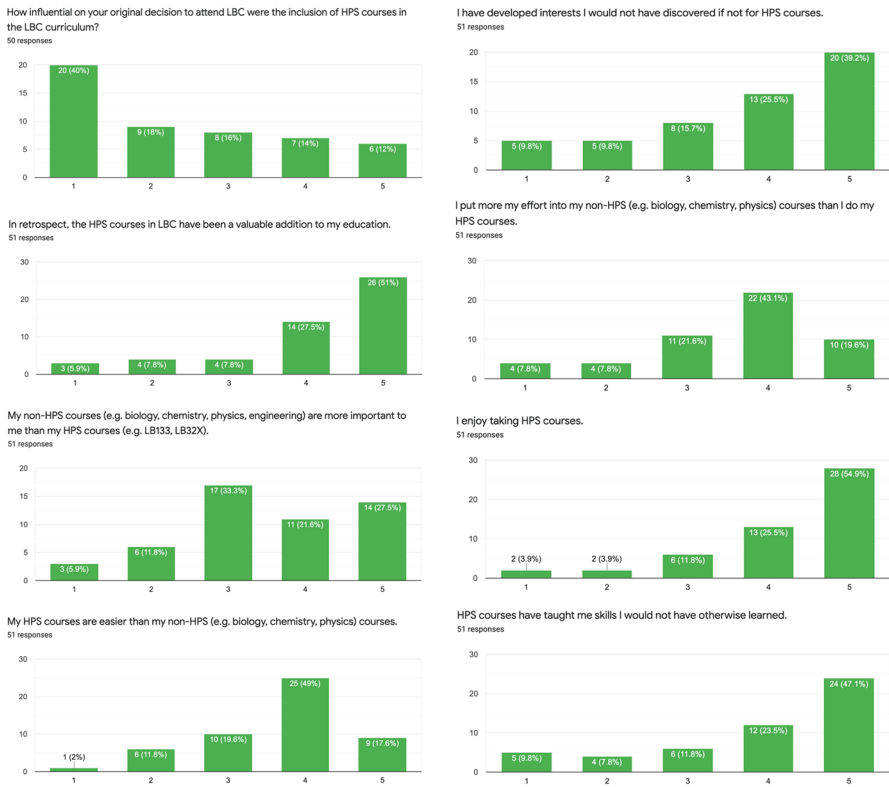 How influential on your original decision to attend LBC were the inclusion of HPS courses in
the LBC curriculum?
50 responses
20
15
10
5
0
20 (40%)
9 (18%)
8 (16%)
7 (14%)
6 (12%)
1 2 3 4 5
In retrospect, the HPS courses in LBC have been a valuable addition to my education.
51 responses
30
20
10
0
3 (5.9%)
4 (7.8%)
4 (7.8%)
14 (27.5%)
26 (51%)
1 2 3 4 5
My non-HPS courses (e.g. biology, chemistry, physics, engineering) are more important to
me than my HPS courses (e.g. LB133, LB32X).
51 responses
20
15
10
5
0
3 (5.9%)
6 (11.8%)
17 (33.3%)
11 (21.6%)
14 (27.5%)
1 2 3 4 5
My HPS courses are easier than my non-HPS (e.g. biology, chemistry, physics) courses.
51 responses
30
20
10
0
1 (2%)
6 (11.8%)
10 (19.6%)
25 (49%)
9 (17.6%)
1 2 3 4 5
I have developed interests I would not have discovered if not for HPS courses.
51 responses
20
15
10
5
0
5 (9.8%)
5 (9.8%)
8 (15.7%)
13 (25.5%)
20 (39.2%)
1 2 3 4 5
I put more my effort into my non-HPS (e.g. biology, chemistry, physics) courses than I do my
HPS courses.
51 responses
30
20
10
0
4 (7.8%)
4 (7.8%)
11 (21.6%)
22 (43.1%)
10 (19.6%)
1 2 3 4 5
I enjoy taking HPS courses.
51 responses
30
20
10
0
2 (3.9%)
2 (3.9%)
6 (11.8%)
13 (25.5%)
28 (54.9%)
1 2 3 4 5
HPS courses have taught me skills I would not have otherwise learned.
51 responses
30
20
10
0
5 (9.8%)
4 (7.8%)
6 (11.8%)
12 (23.5%)
24 (47.1%)
1 2 3 4 5